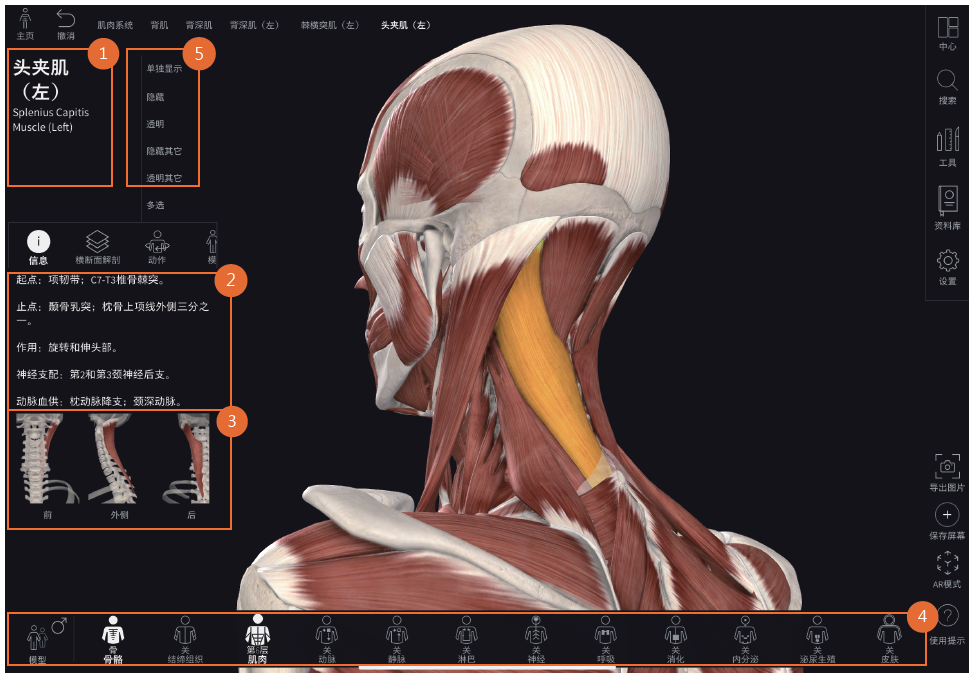 主页
撤消
肌肉系统
背肌
背深肌
背深肌（左）
棘横突肌（左）
头夹肌（左）
中心
1
5
头夹肌
（左）
Splenius Capitis
Muscle (Left)
单独显示
隐藏
透明
隐藏其它
透明其它
多选
搜索
工具
资料库
设置
i
信息
横断面解剖
动作
模
2
起点：项韧带；C7-T3椎骨棘突。
止点：颞骨乳突；枕骨上项线外侧三分之
一。
作用：旋转和伸头部。
神经支配：第2和第3颈神经后支。
动脉血供：枕动脉降支；颈深动脉。
3
前
外侧
后
导出图片
保存屏幕
AR模式
?
使用提示
4
模型
骨
骨骼
关
结缔组织
第6层
肌肉
关
动脉
关
静脉
关
淋巴
关
神经
关
呼吸
关
消化
关
内分泌
关
泌尿生殖
关
皮肤